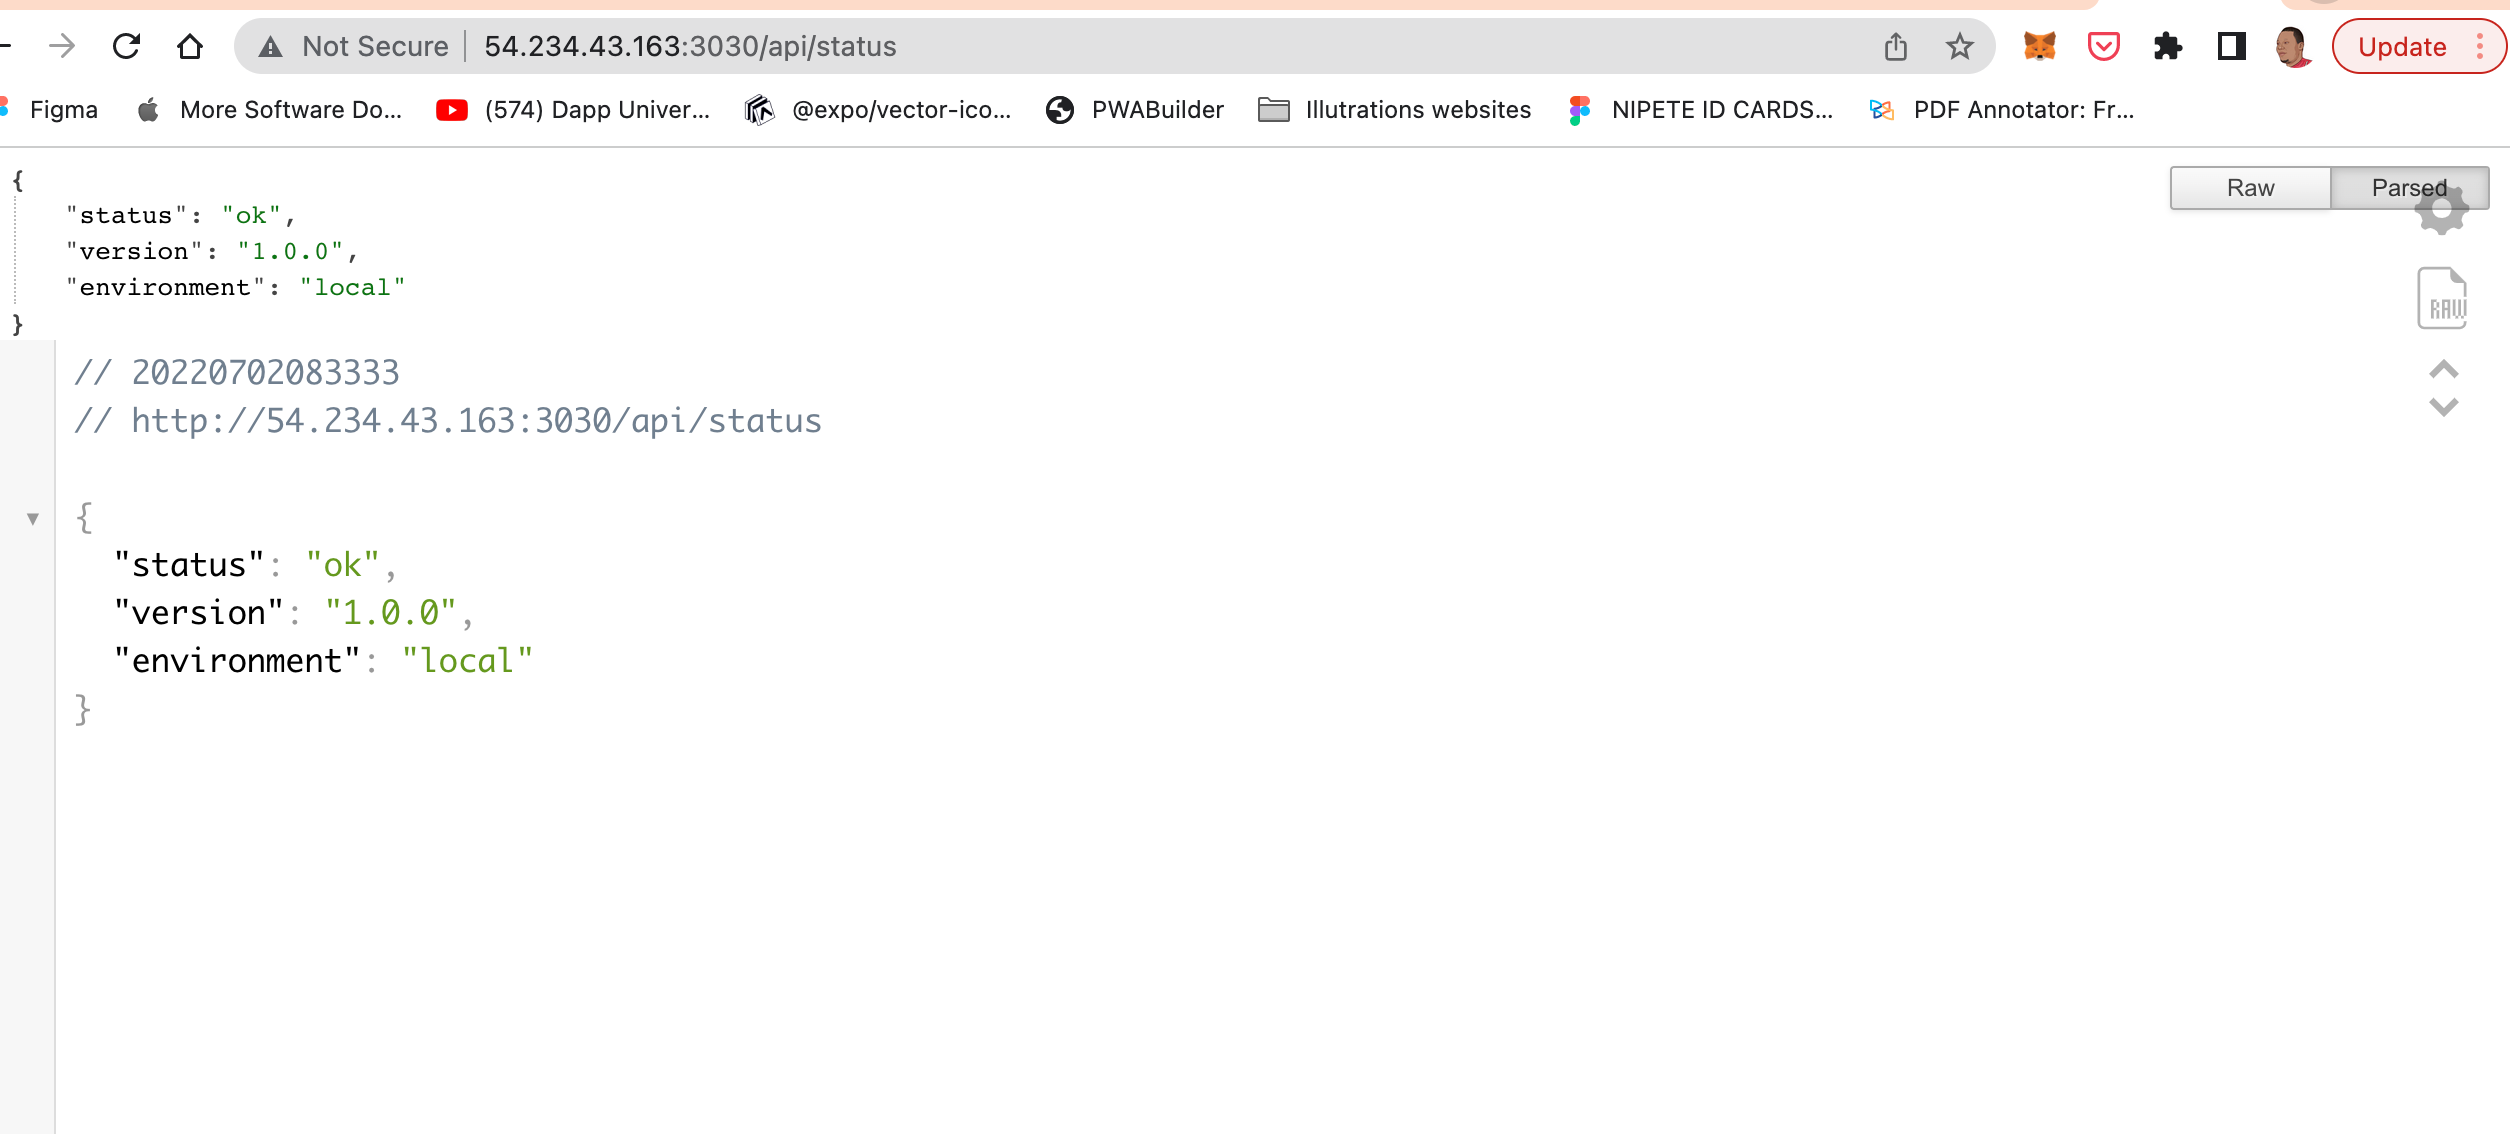 Not Secure 54.234.43.163:3030/api/status Update
Figma More Software Do... (574) Dapp Univer... @expo/vector-ico... PWABuilder Illutrations websites NIPETE ID CARDS... PDF Annotator: Fr...
{
Raw Parsed
"status": "ok",
"version": "1.0.0",
"environment": "local"
RAW
}
// 20220702083333
// http://54.234.43.163:3030/api/status
{
"status": "ok",
"version": "1.0.0",
"environment": "local"
}